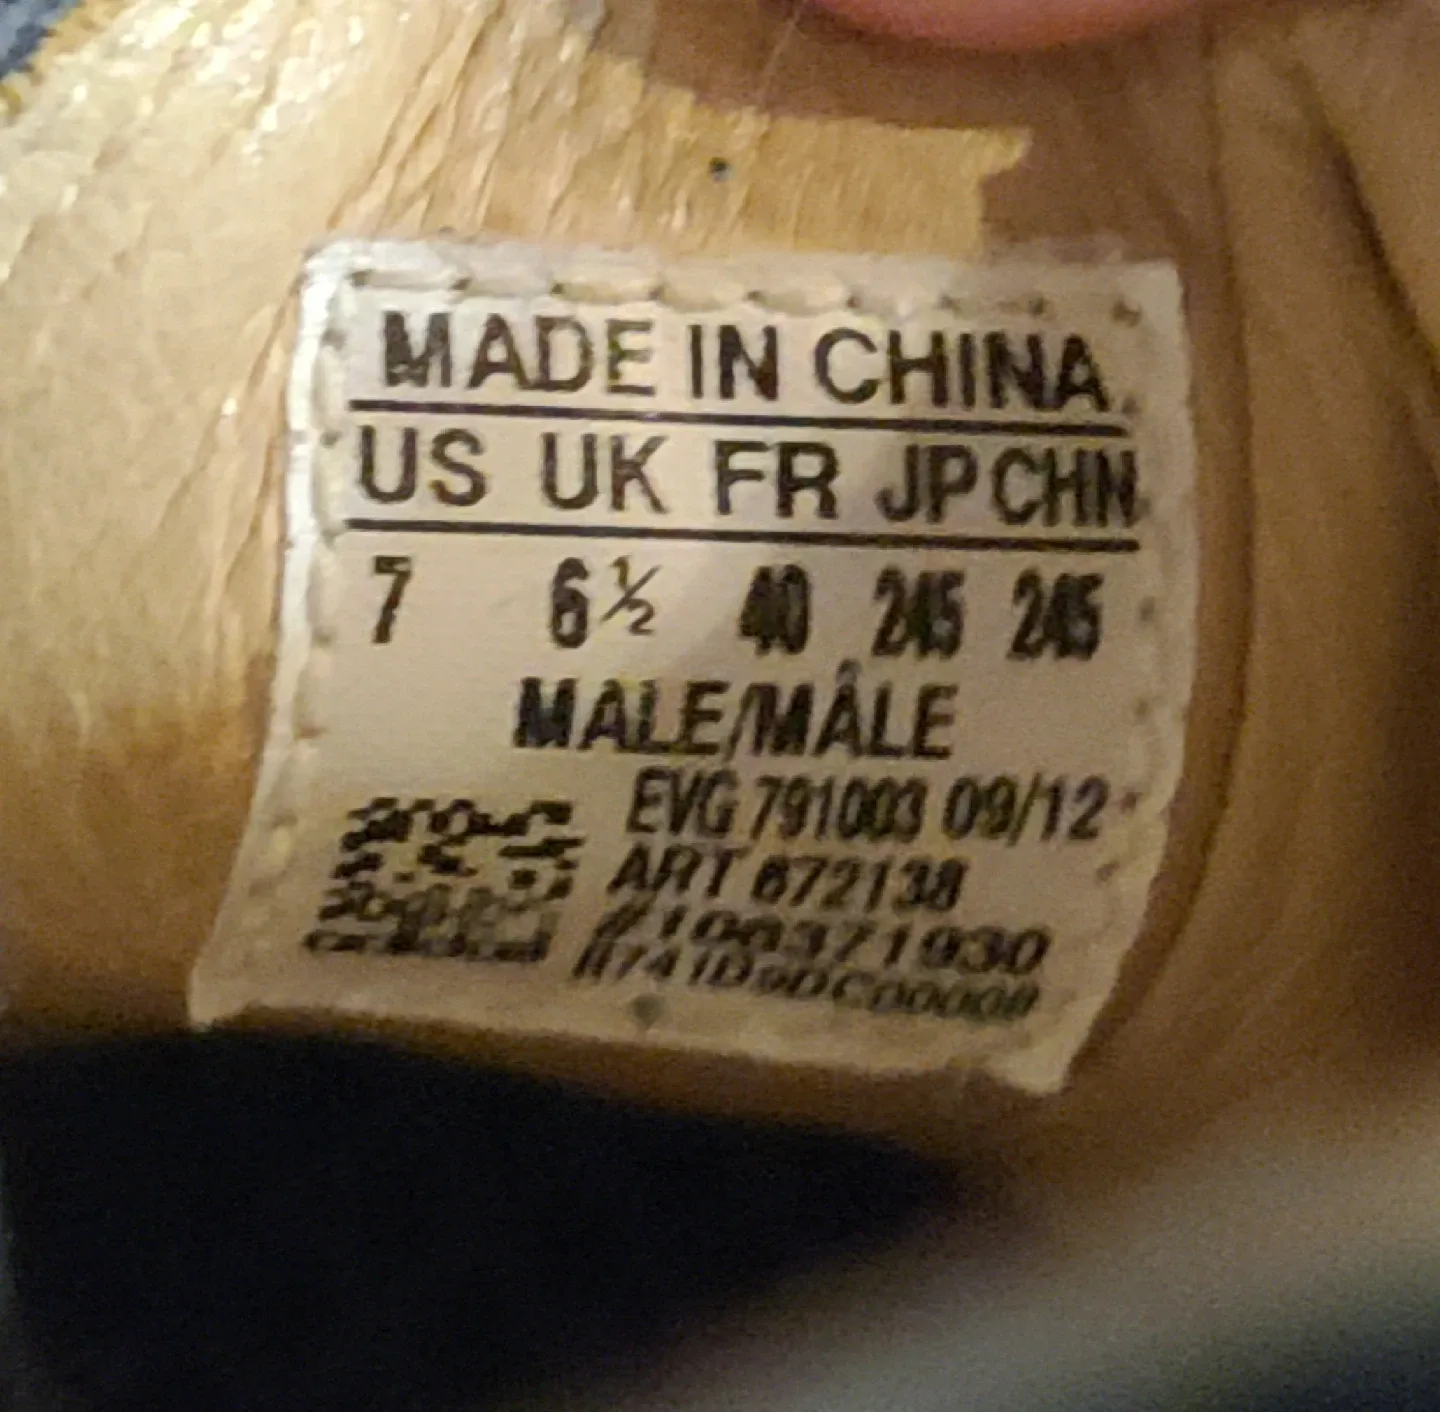 MADE IN CHINA
US UK FR JP CHN
7 6½ 40 245 245
MALE/MÂLE
EVG 791003 09/12
ART 672138
#108371930